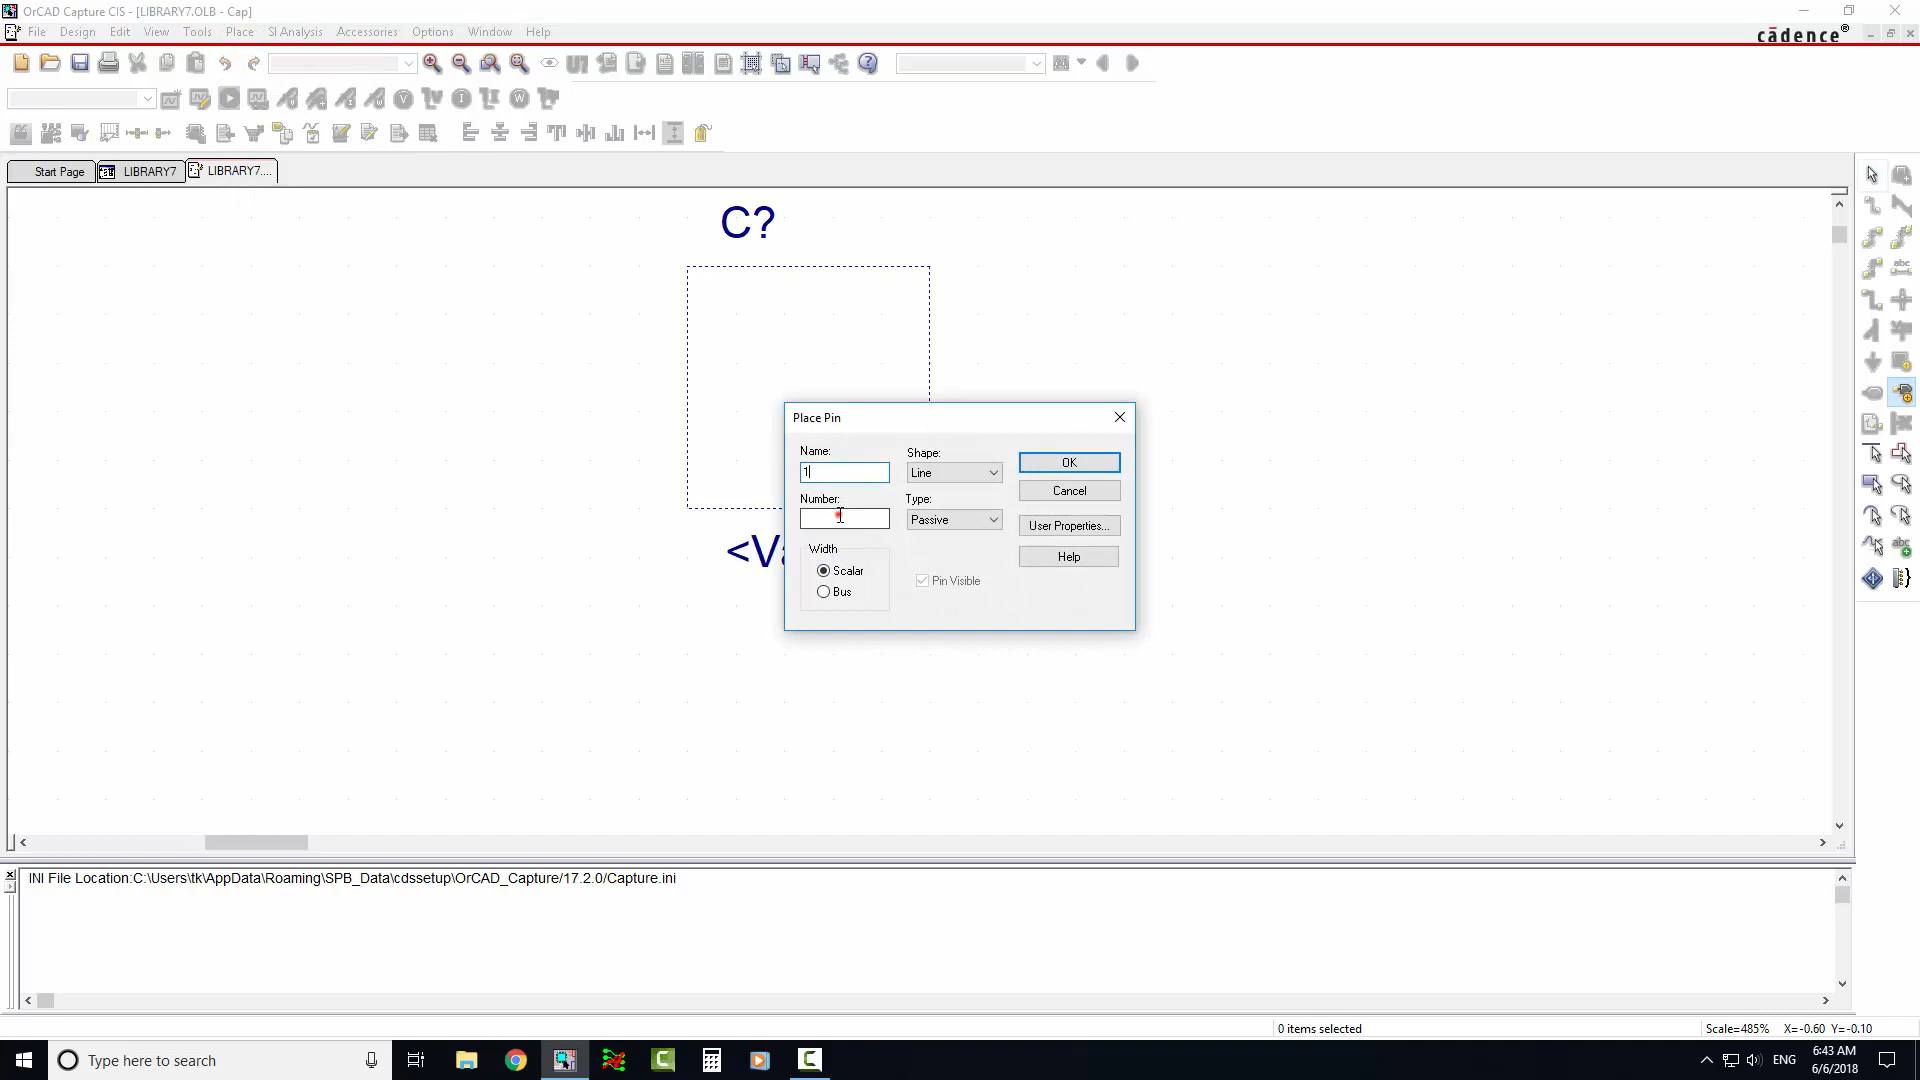 OrCAD Capture CIS - [LIBRARY7.OLB - Cap]
File Design Edit View Tools Place SI Analysis Accessories Options Window Help
cādence®
Start Page LIBRARY7 LIBRARY7....
C?
Place Pin
Name:
Shape:
1
Line
OK
Number:
Type:
Cancel
Passive
User Properties...
Width
Scalar
Bus
Help
Pin Visible
<Va
INI File Location:C:\Users\tk\AppData\Roaming\SPB_Data\cdssetup\OrCAD_Capture/17.2.0/Capture.ini
0 items selected
Scale=485% X=-0.60 Y=-0.10
Type here to search
ENG
6:43 AM
6/6/2018